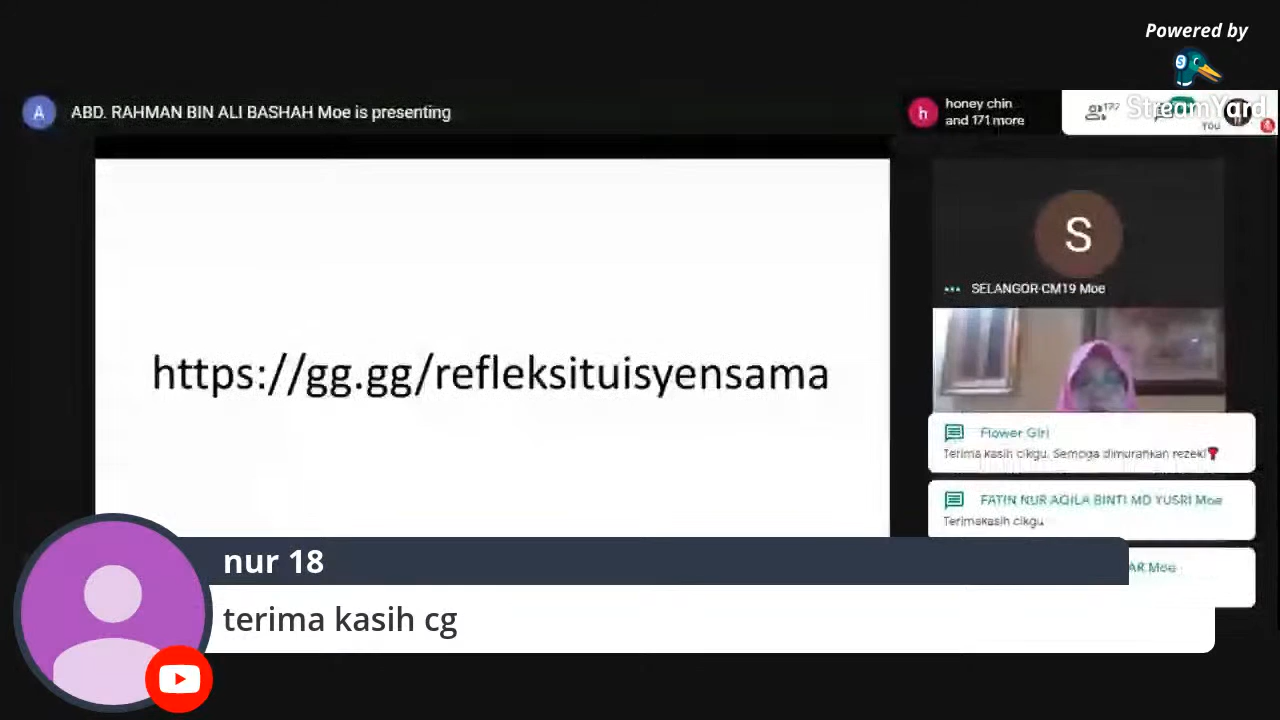 Powered by
StreamYard
A
ABD. RAHMAN BIN ALI BASHAH Moe is presenting
h
honey chin
and 171 more
172
You
https://gg.gg/refleksituisyensama
S
SELANGOR-CM19 Moe
Flower Girl
Terima kasih cikgu. Semoga dimurahkan rezeki
FATIN NUR AQILA BINTI MD YUSRI Moe
Terimakasih cikgu
AR Moe
nur 18
terima kasih cg